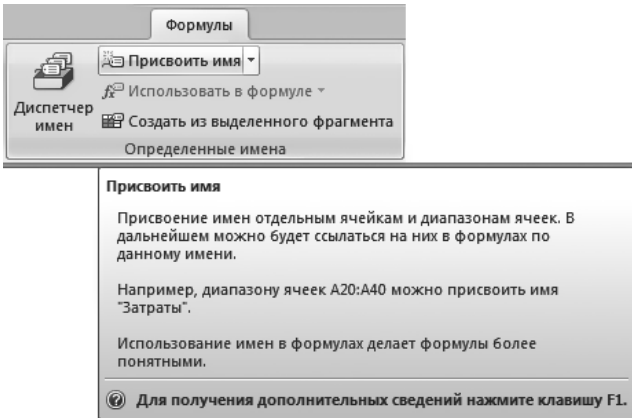 Формулы
Присвоить имя
Использовать в формуле
Диспетчер
имен
Создать из выделенного фрагмента
Определенные имена
Присвоить имя
Присвоение имен отдельным ячейкам и диапазонам ячеек. В
дальнейшем можно будет ссылаться на них в формулах по
данному имени.
Например, диапазону ячеек A20:A40 можно присвоить имя
"Затраты".
Использование имен в формулах делает формулы более
понятными.
Для получения дополнительных сведений нажмите клавишу F1.